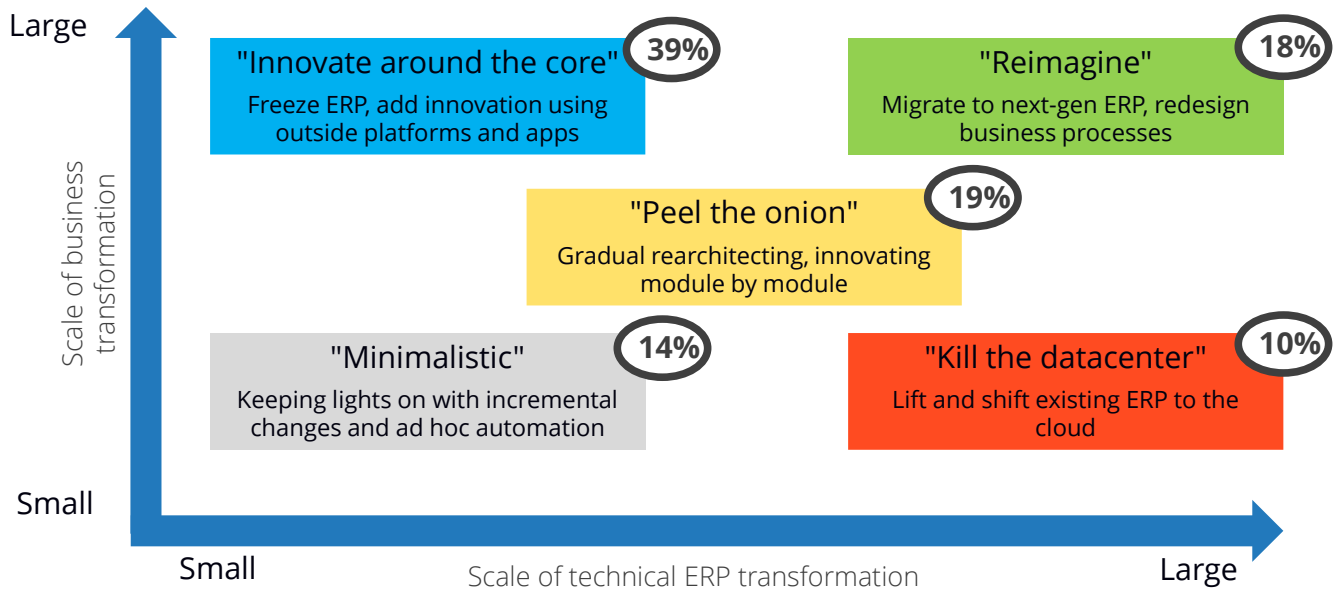 Large
"Innovate around the core"
39%
Freeze ERP, add innovation using
outside platforms and apps
"Reimagine"
18%
Migrate to next-gen ERP, redesign
business processes
Scale of business
transformation
"Peel the onion"
19%
Gradual rearchitecting, innovating
module by module
"Minimalistic"
14%
Keeping lights on with incremental
changes and ad hoc automation
"Kill the datacenter"
10%
Lift and shift existing ERP to the
cloud
Small
Small
Scale of technical ERP transformation
Large